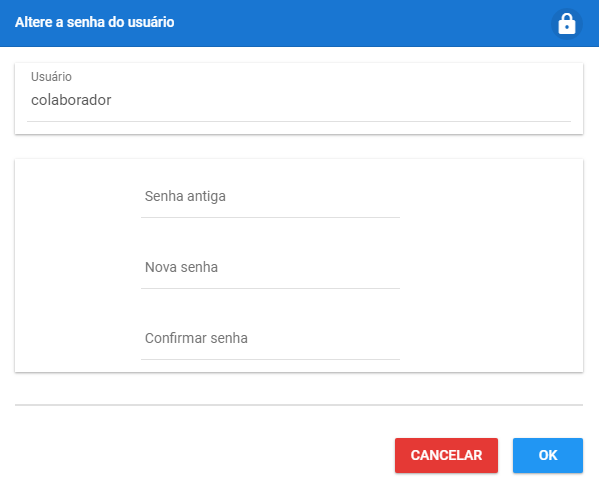 Altere a senha do usuário
Usuário
colaborador
Senha antiga
Nova senha
Confirmar senha
CANCELAR OK